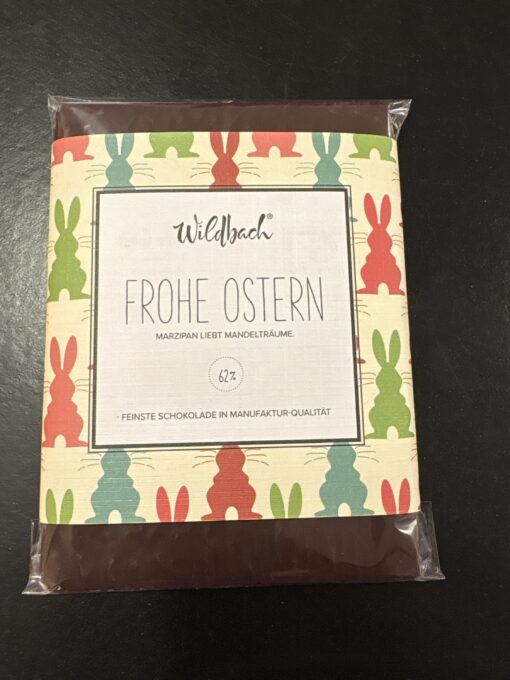 Wildbach®
FROHE OSTERN
MARZIPAN LIEBT MANDELTRÄUME.
62%
· FEINSTE SCHOKOLADE IN MANUFAKTUR-QUALITÄT